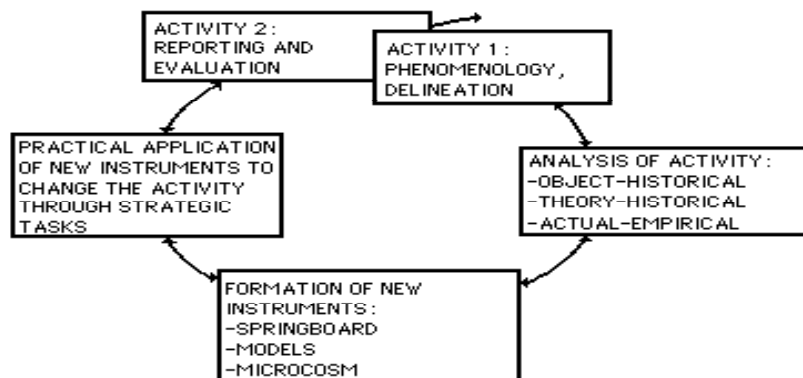 ACTIVITY 2:
REPORTING AND
EVALUATION
ACTIVITY 1:
PHENOMENOLOGY,
DELINEATION
PRACTICAL APPLICATION
OF NEW INSTRUMENTS TO
CHANGE THE ACTIVITY
THROUGH STRATEGIC
TASKS
ANALYSIS OF ACTIVITY:
-OBJECT-HISTORICAL
-THEORY-HISTORICAL
-ACTUAL-EMPIRICAL
FORMATION OF NEW
INSTRUMENTS:
-SPRINGBOARD
-MODELS
-MICROCOSM